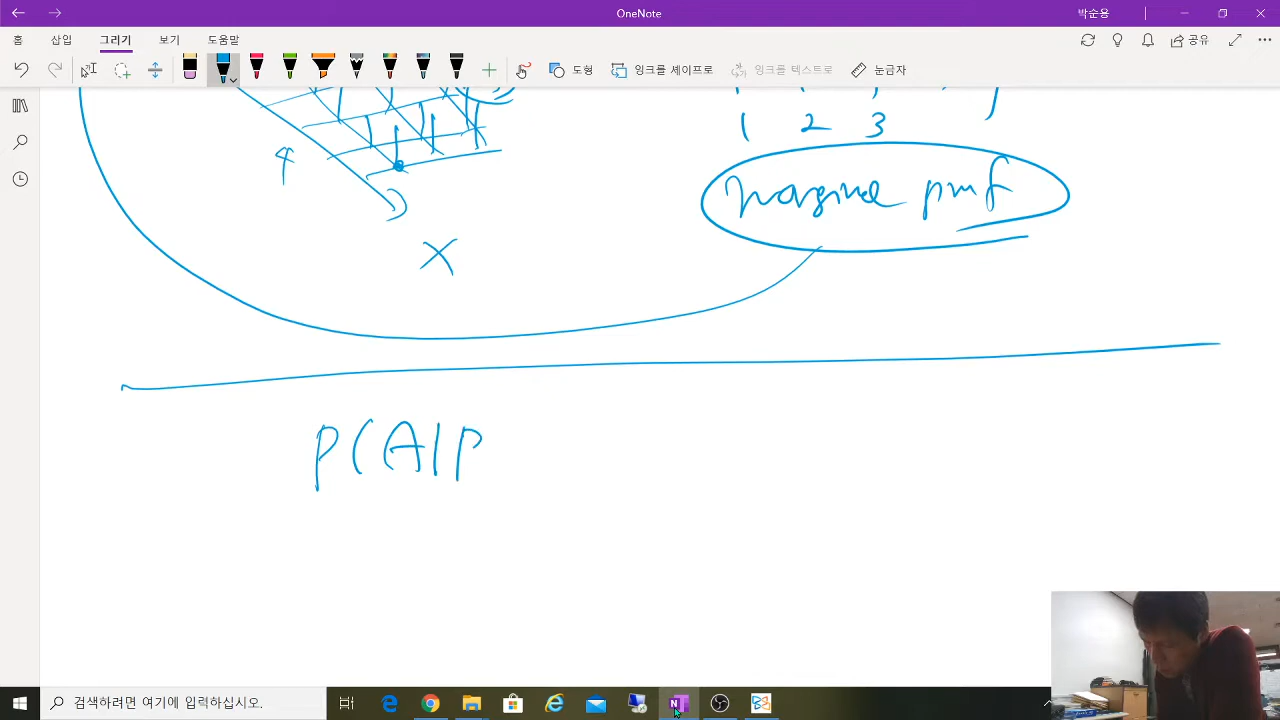 OneNote
박순용
홈 삽입 그리기 보기 도움말
공유
도형 잉크를 셰이프로 잉크를 텍스트로 눈금자
1 2 3
4
marginal pmf
X
P(A|P
검색하려면 여기에 입력하십시오.